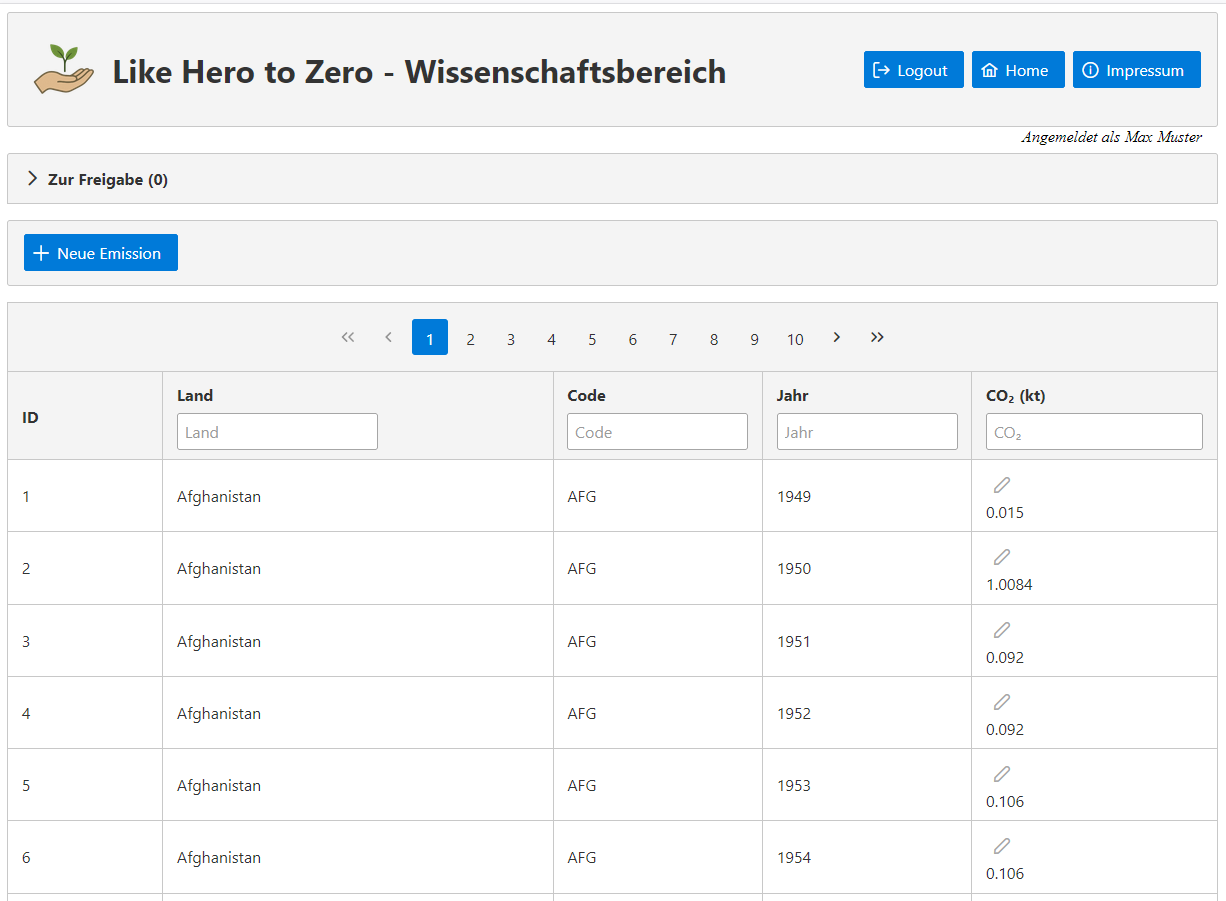 Like Hero to Zero - Wissenschaftsbereich
Logout Home Impressum
Angemeldet als Max Muster
Zur Freigabe (0)
Neue Emission
1 2 3 4 5 6 7 8 9 10
ID Land Code Jahr CO₂ (kt)
Land Code Jahr CO₂
1 Afghanistan AFG 1949 0.015
2 Afghanistan AFG 1950 1.0084
3 Afghanistan AFG 1951 0.092
4 Afghanistan AFG 1952 0.092
5 Afghanistan AFG 1953 0.106
6 Afghanistan AFG 1954 0.106